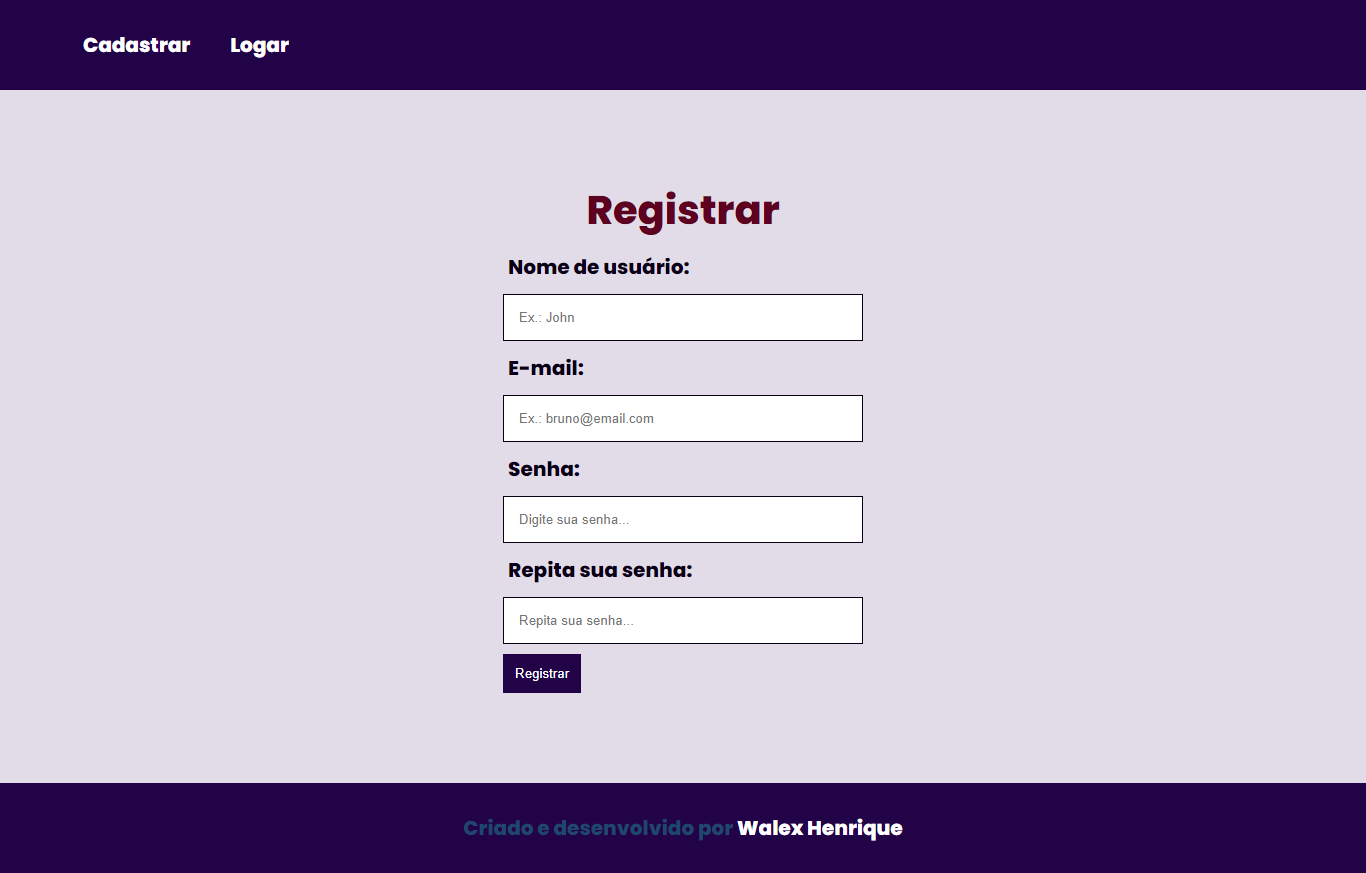 Cadastrar Logar
Registrar
Nome de usuário:
Ex.: John
E-mail:
Ex.: bruno@email.com
Senha:
Digite sua senha...
Repita sua senha:
Repita sua senha...
Registrar
Criado e desenvolvido por Walex Henrique